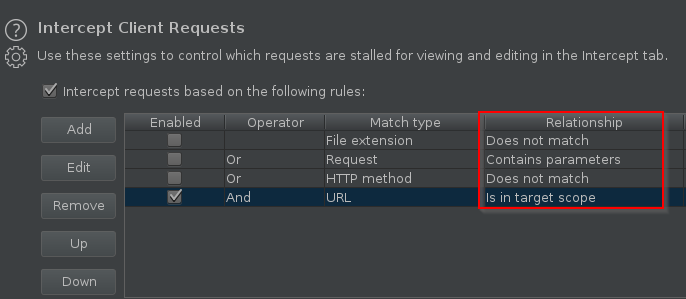 Intercept Client Requests
Use these settings to control which requests are stalled for viewing and editing in the Intercept tab.
Intercept requests based on the following rules:
Add
Edit
Remove
Up
Down
Enabled Operator Match type Relationship
File extension Does not match
Or Request Contains parameters
Or HTTP method Does not match
And URL Is in target scope